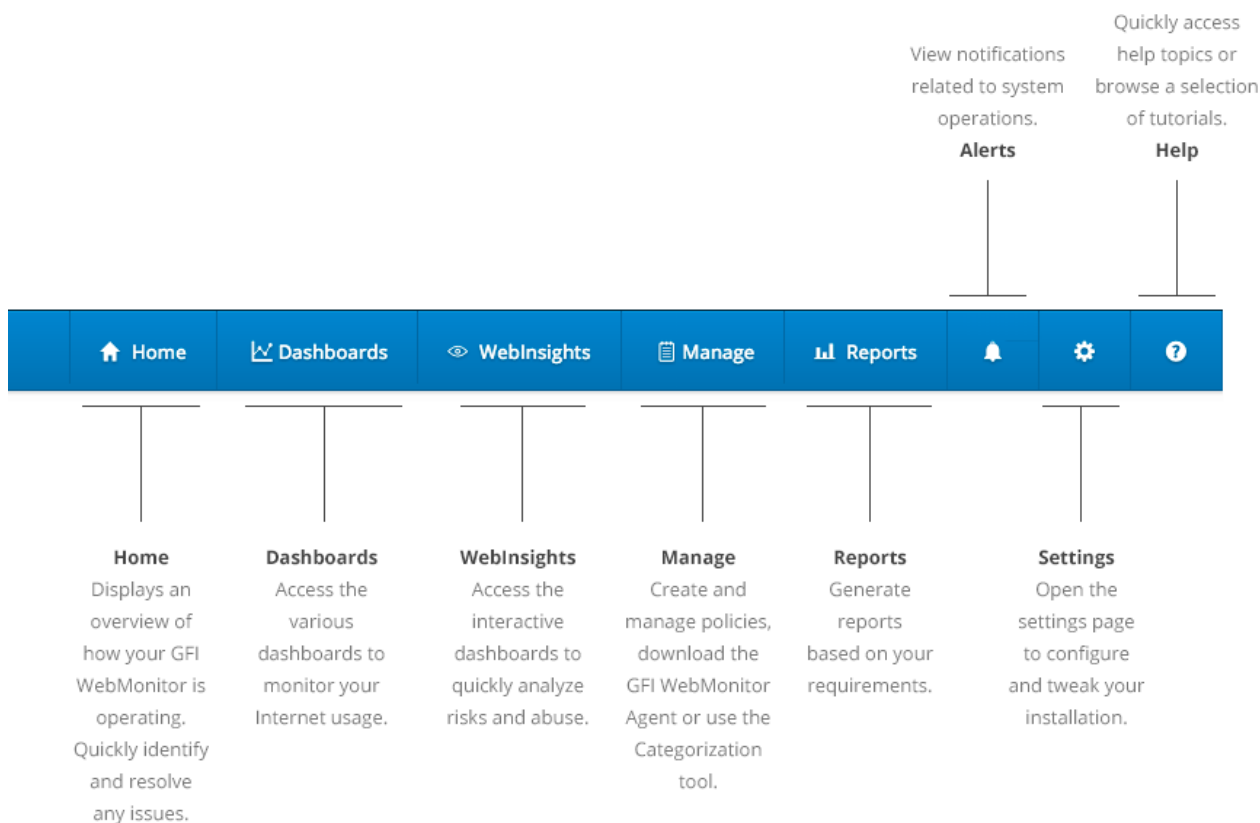 Quickly access
help topics or
browse a selection
of tutorials.
Help
View notifications
related to system
operations.
Alerts
Home
Dashboards
WebInsights
Manage
Reports
?
Home
Displays an
overview of
how your GFI
WebMonitor is
operating.
Quickly identify
and resolve
any issues.
Dashboards
Access the
various
dashboards to
monitor your
Internet usage.
WebInsights
Access the
interactive
dashboards to
quickly analyze
risks and abuse.
Manage
Create and
manage policies,
download the
GFI WebMonitor
Agent or use the
Categorization
tool.
Reports
Generate
reports
based on your
requirements.
Settings
Open the
settings page
to configure
and tweak your
installation.